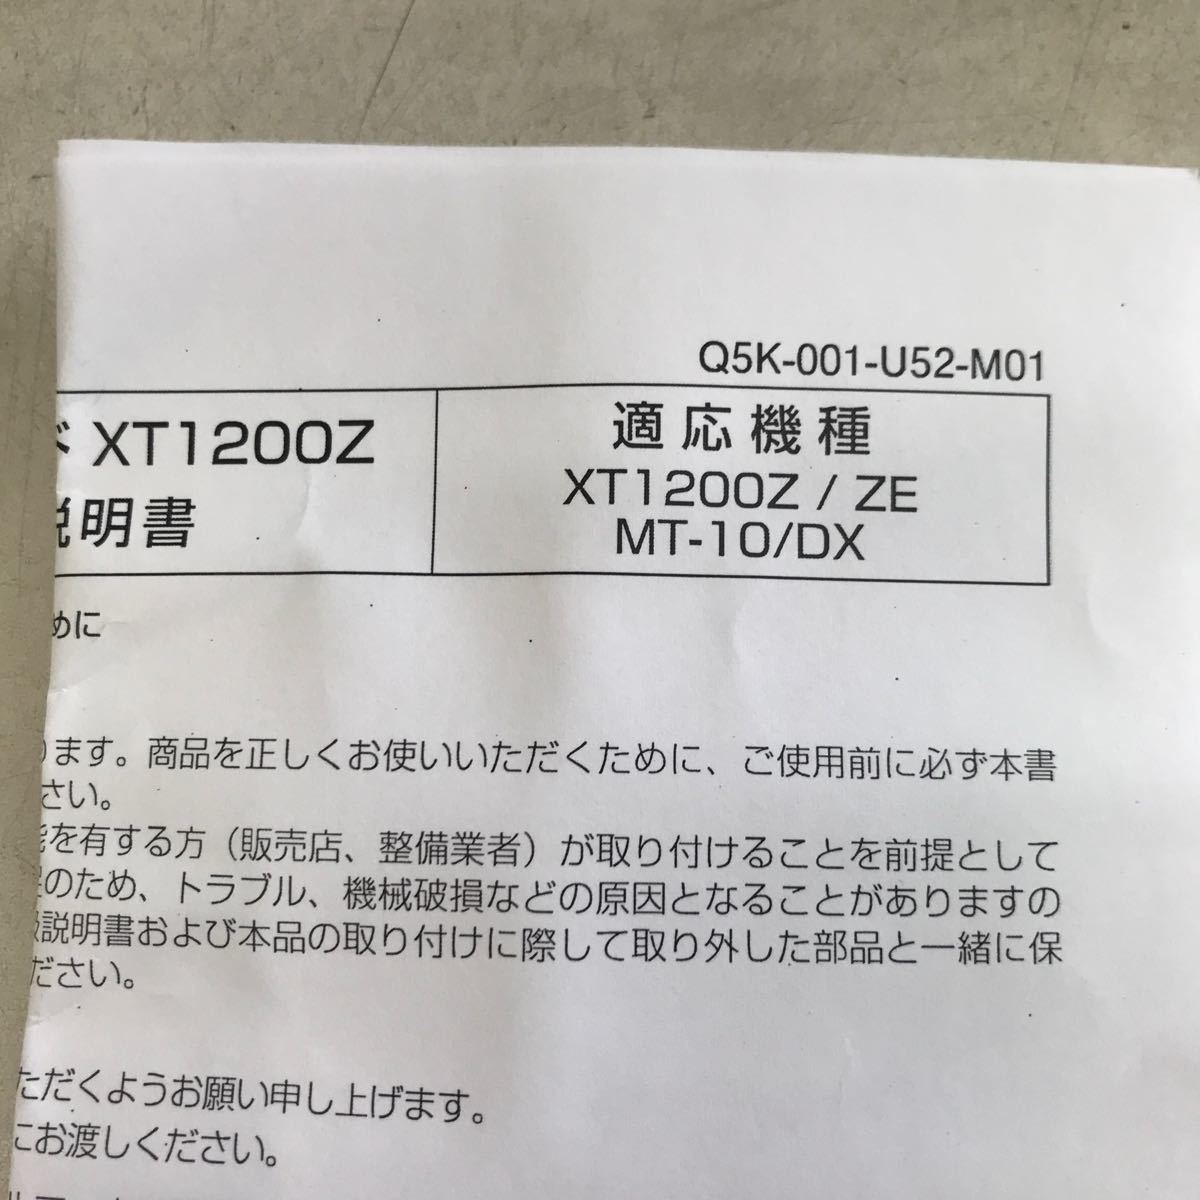 Q5K-001-U52-M01
ド XT1200Z
説明書
適応機種
XT1200Z / ZE
MT-10/DX
めに
ります。商品を正しくお使いいただくために、ご使用前に必ず本書
さい。
能を有する方（販売店、整備業者）が取り付けることを前提として
のため、トラブル、機械破損などの原因となることがありますの
扱説明書および本品の取り付けに際して取り外した部品と一緒に保
ださい。
ただくようお願い申し上げます。
にお渡しください。